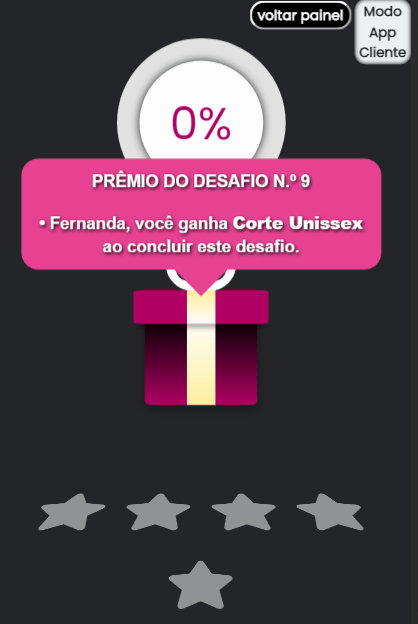 voltar painel
Modo
App
Cliente
0%
PRÊMIO DO DESAFIO N.º 9
• Fernanda, você ganha Corte Unissex
ao concluir este desafio.